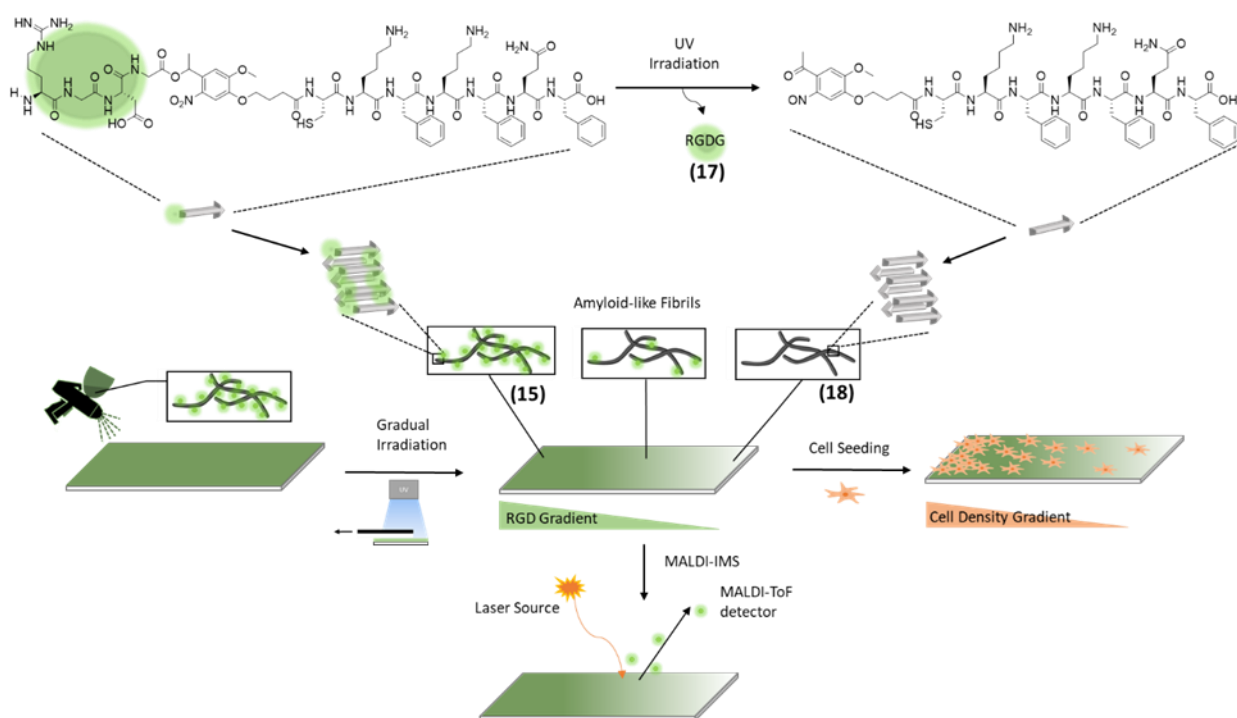 UV
Irradiation
RGDG
(17)
Amyloid-like Fibrils
(15)
(18)
Gradual
Irradiation
UV
Cell Seeding
RGD Gradient
Cell Density Gradient
MALDI-IMS
Laser Source
MALDI-ToF
detector